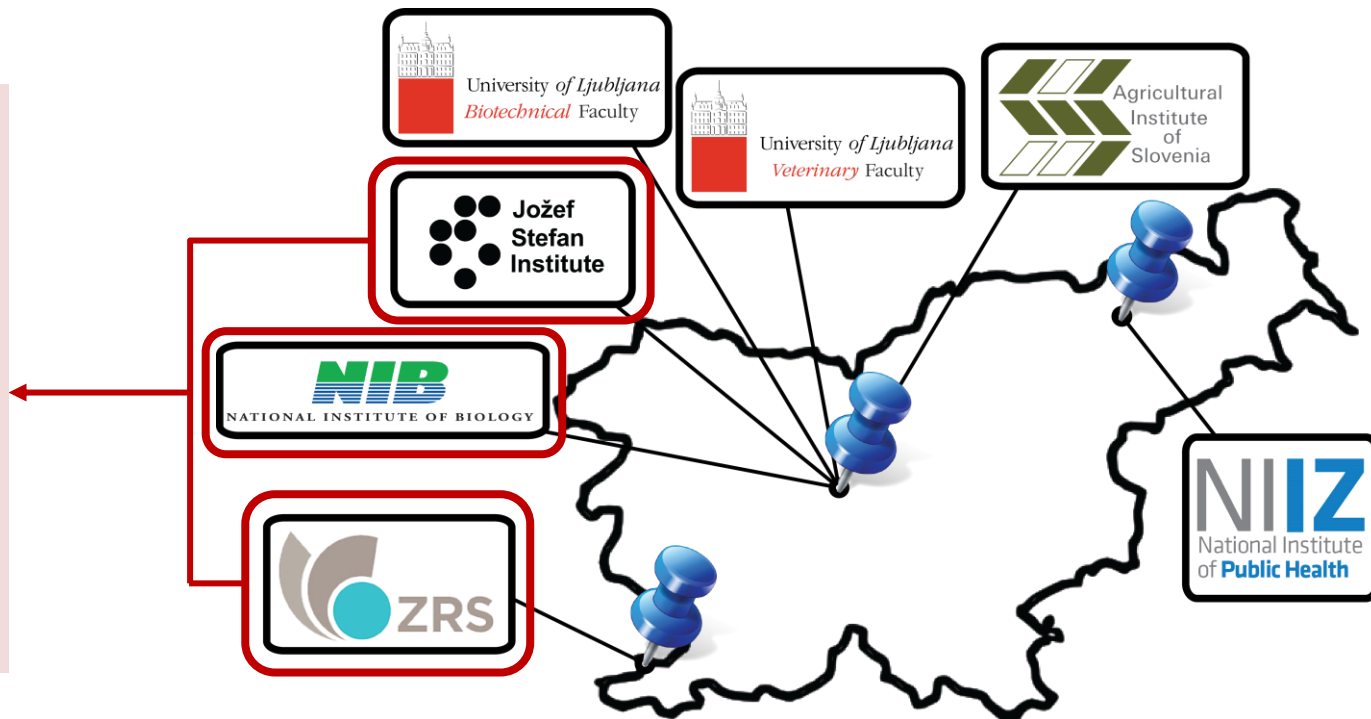 University of Ljubljana
Biotechnical Faculty
University of Ljubljana
Veterinary Faculty
Agricultural
Institute
of
Slovenia
Jožef
Stefan
Institute
NIB
NATIONAL INSTITUTE OF BIOLOGY
ZRS
NIIZ
National Institute
of Public Health